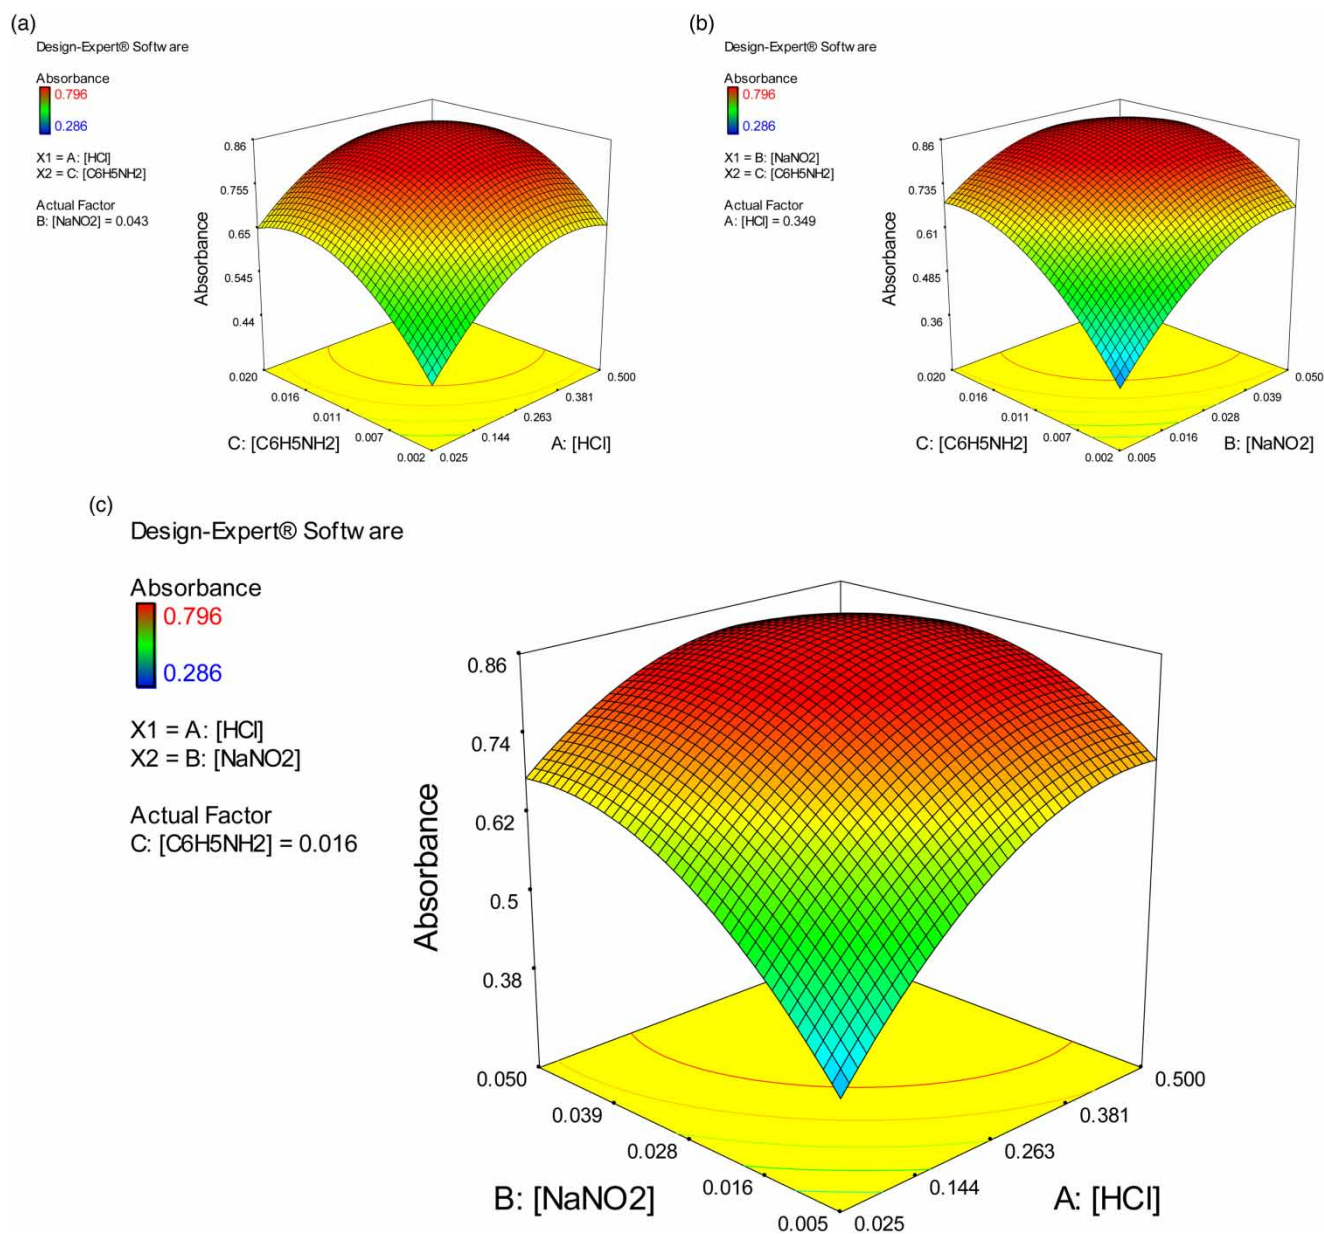 (a)
Design-Expert® Software
Absorbance
0.796
0.286
X1 = A: [HCl]
X2 = C: [C6H5NH2]
Actual Factor
B: [NaNO2] = 0.043
0.86
0.755
0.65
0.545
0.44
Absorbance
0.020
0.016
0.011
0.007
0.002
C: [C6H5NH2]
0.025
0.144
0.263
0.381
0.500
A: [HCl]
(b)
Design-Expert® Software
Absorbance
0.796
0.286
X1 = B: [NaNO2]
X2 = C: [C6H5NH2]
Actual Factor
A: [HCl] = 0.349
0.86
0.735
0.61
0.485
0.36
Absorbance
0.020
0.016
0.011
0.007
0.002
C: [C6H5NH2]
0.005
0.016
0.028
0.039
0.050
B: [NaNO2]
(c)
Design-Expert® Software
Absorbance
0.796
0.286
X1 = A: [HCl]
X2 = B: [NaNO2]
Actual Factor
C: [C6H5NH2] = 0.016
0.86
0.74
0.62
0.5
0.38
Absorbance
0.050
0.039
0.028
0.016
0.005
B: [NaNO2]
0.025
0.144
0.263
0.381
0.500
A: [HCl]